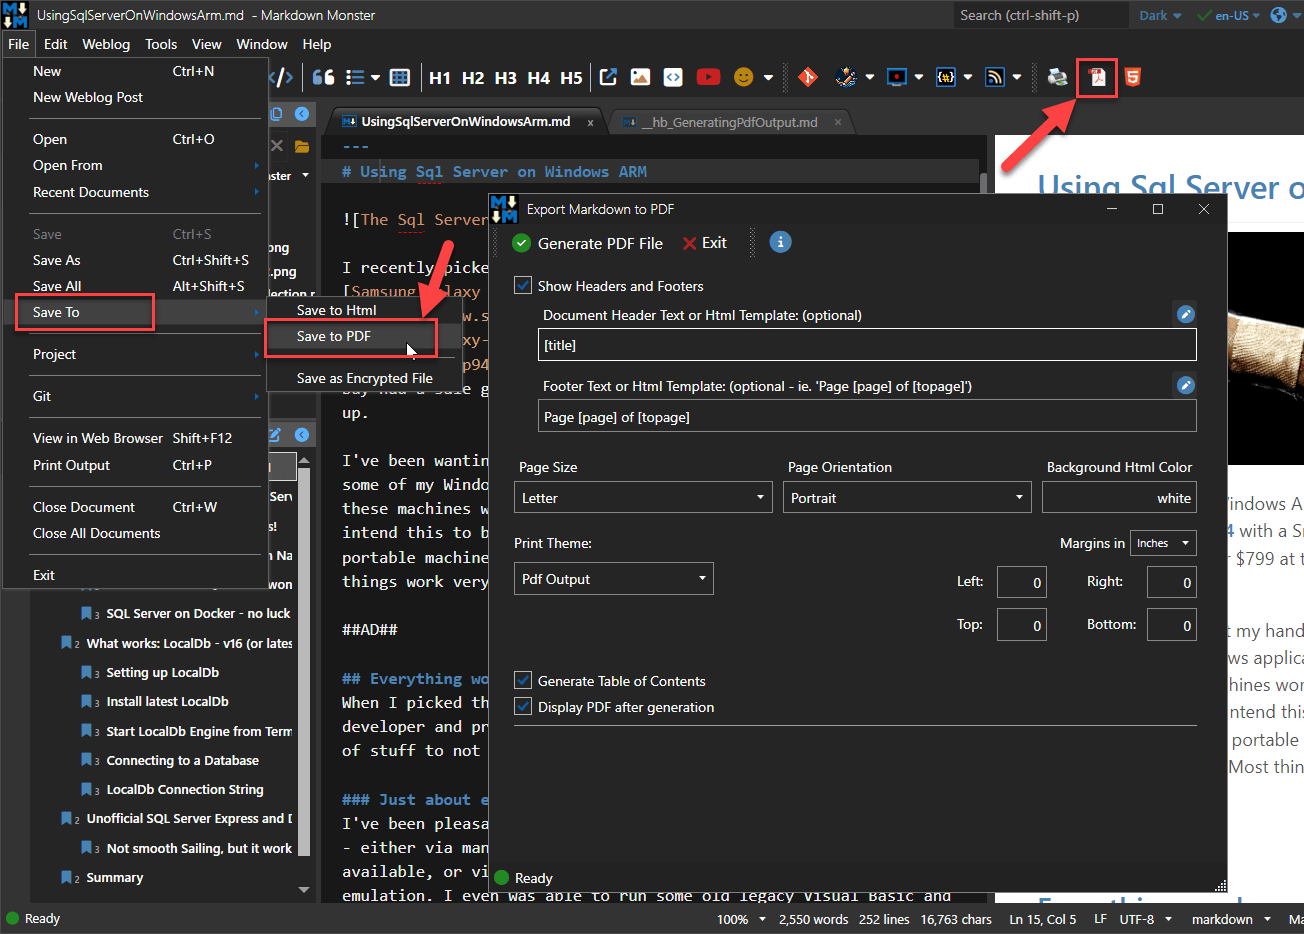 UsingSqlServerOnWindowsArm.md - Markdown Monster
Search (ctrl-shift-p)
Dark
en-US
File Edit Weblog Tools View Window Help
H1 H2 H3 H4 H5
New Ctrl+N
New Weblog Post
Open Ctrl+O
Open From
Recent Documents
Save Ctrl+S
Save As Ctrl+Shift+S
Save All Alt+Shift+S
Save To
Project
Git
View in Web Browser Shift+F12
Print Output Ctrl+P
Close Document Ctrl+W
Close All Documents
Exit
Save to Html
Save to PDF
Save as Encrypted File
3 SQL Server on Docker - no luck
2 What works: LocalDb - v16 (or lates
3 Setting up LocalDb
3 Install latest LocalDb
3 Start LocalDb Engine from Term
3 Connecting to a Database
3 LocalDb Connection String
2 Unofficial SQL Server Express and D
3 Not smooth Sailing, but it work
2 Summary
UsingSqlServerOnWindowsArm.md x
__hb_GeneratingPdfOutput.md x
---
# Using Sql Server on Windows ARM
![The Sql Server
I recently picke
[Samsung Galaxy
up.
I've been wantin
some of my Windo
these machines w
intend this to b
portable machine
things work very
##AD##
## Everything wo
When I picked th
developer and pr
of stuff to not
### Just about e
I've been pleasa
- either via man
available, or vi
emulation. I even was able to run some old legacy Visual Basic and
Export Markdown to PDF
Generate PDF File Exit
Show Headers and Footers
Document Header Text or Html Template: (optional)
[title]
Footer Text or Html Template: (optional - ie. 'Page [page] of [topage]')
Page [page] of [topage]
Page Size Page Orientation Background Html Color
Letter Portrait white
Print Theme: Margins in Inches
Pdf Output
Left: 0 Right: 0
Top: 0 Bottom: 0
Generate Table of Contents
Display PDF after generation
Ready
Using Sql Server o
indows A
4 with a Sn
$799 at t
t my hand
ws applica
hines wor
ntend this
portable
Most thin
Ready
100% 2,550 words 252 lines 16,763 chars Ln 15, Col 5 LF UTF-8 markdown Ma